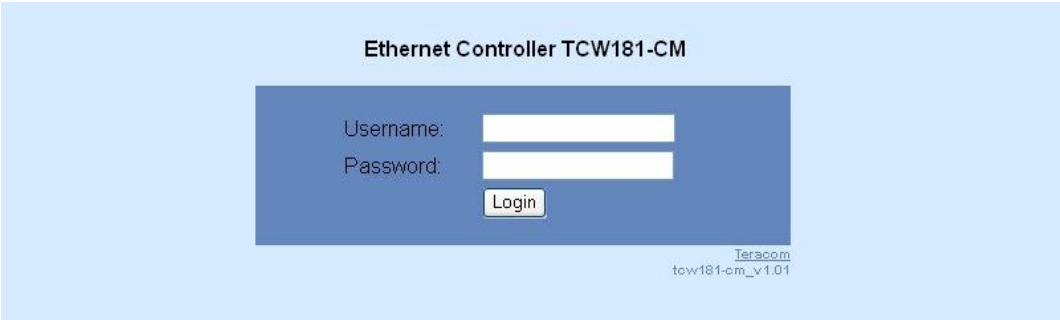 Ethernet Controller TCW181-CM
Username:
Password:
Login
Teracom
tcw181-cm_v1.01